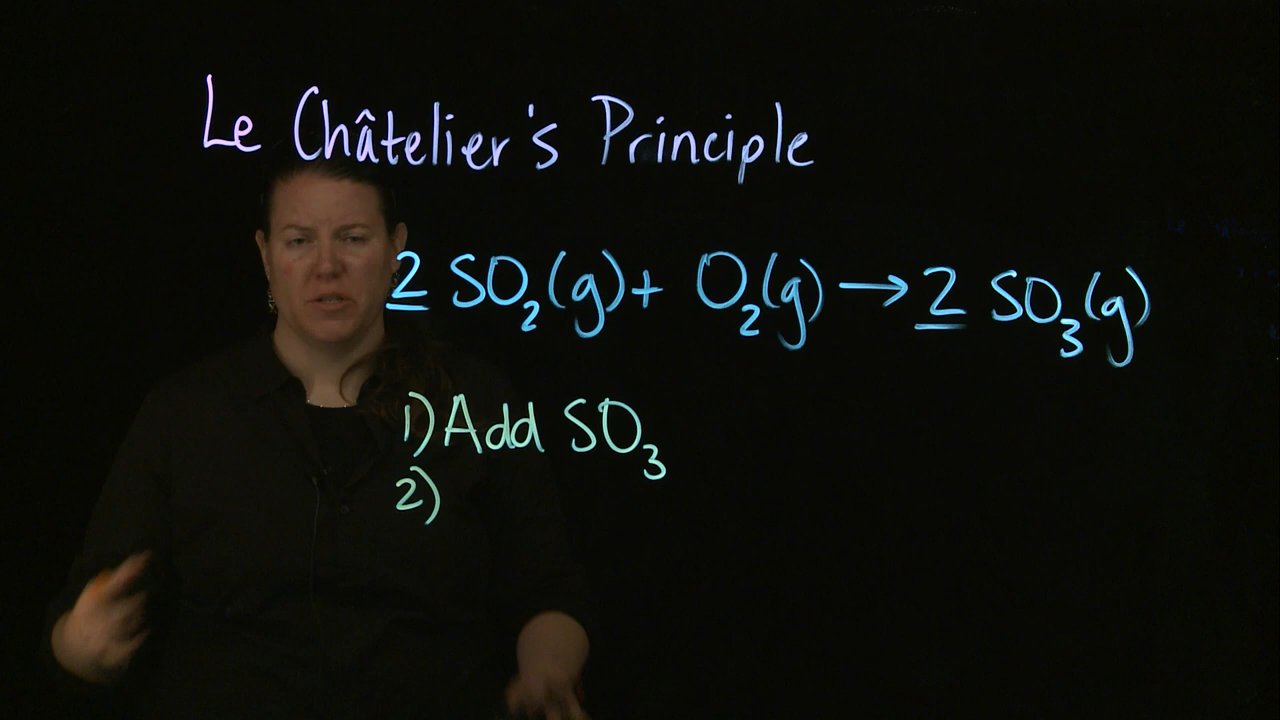 Le Châtelier's Principle
2 SO₂(g) + O₂(g) → 2 SO₃(g)
1) Add SO₃
2)